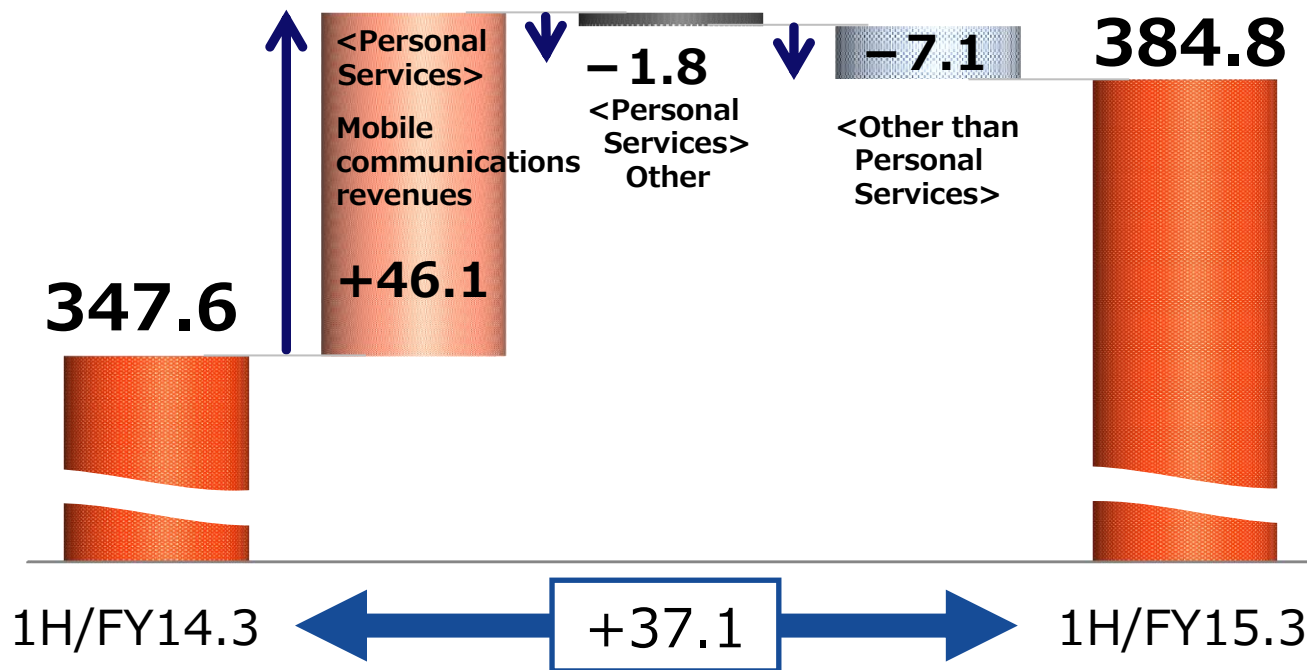 347.6
<Personal
Services>
Mobile
communications
revenues
+46.1
−1.8
<Personal
Services>
Other
−7.1
<Other than
Personal
Services>
384.8
1H/FY14.3
+37.1
1H/FY15.3